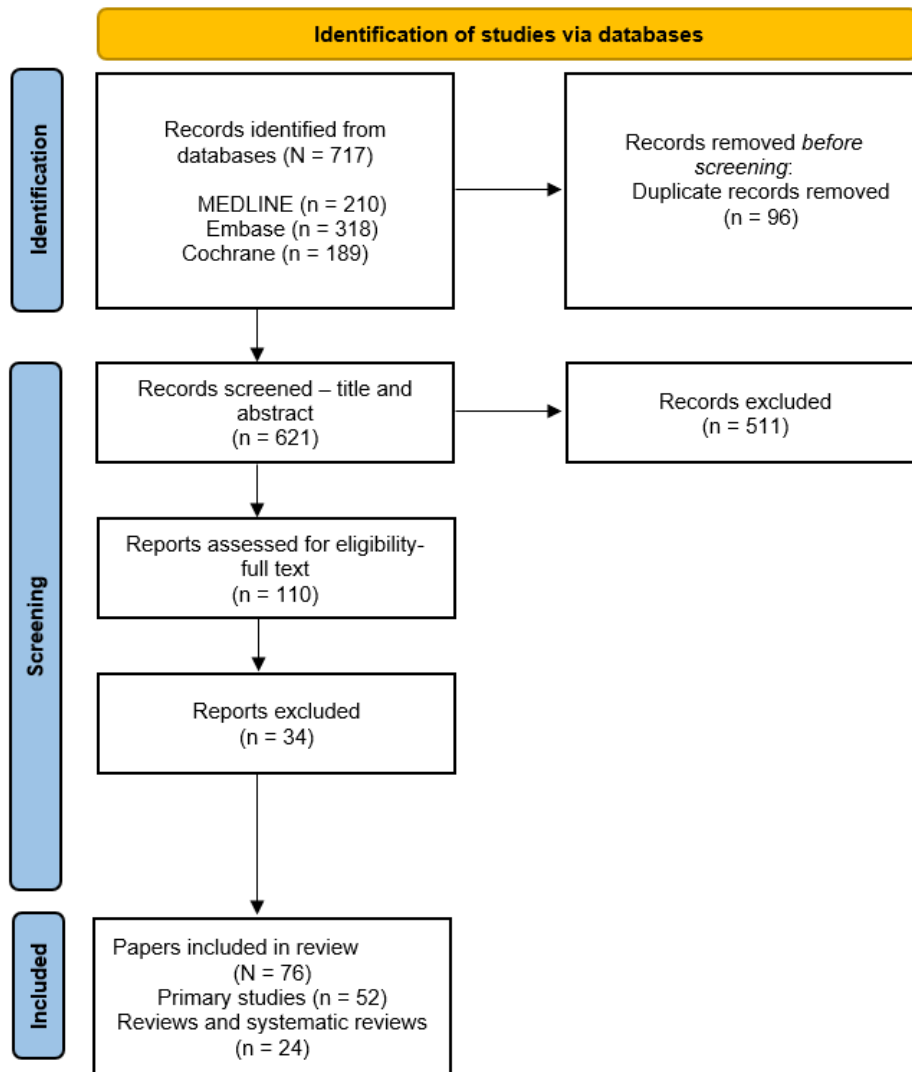 Identification of studies via databases
Identification
Records identified from
databases (N = 717)
MEDLINE (n = 210)
Embase (n = 318)
Cochrane (n = 189)
Records removed before
screening:
Duplicate records removed
(n = 96)
Screening
Records screened – title and
abstract
(n = 621)
Records excluded
(n = 511)
Reports assessed for eligibility-
full text
(n = 110)
Reports excluded
(n = 34)
Included
Papers included in review
(N = 76)
Primary studies (n = 52)
Reviews and systematic reviews
(n = 24)